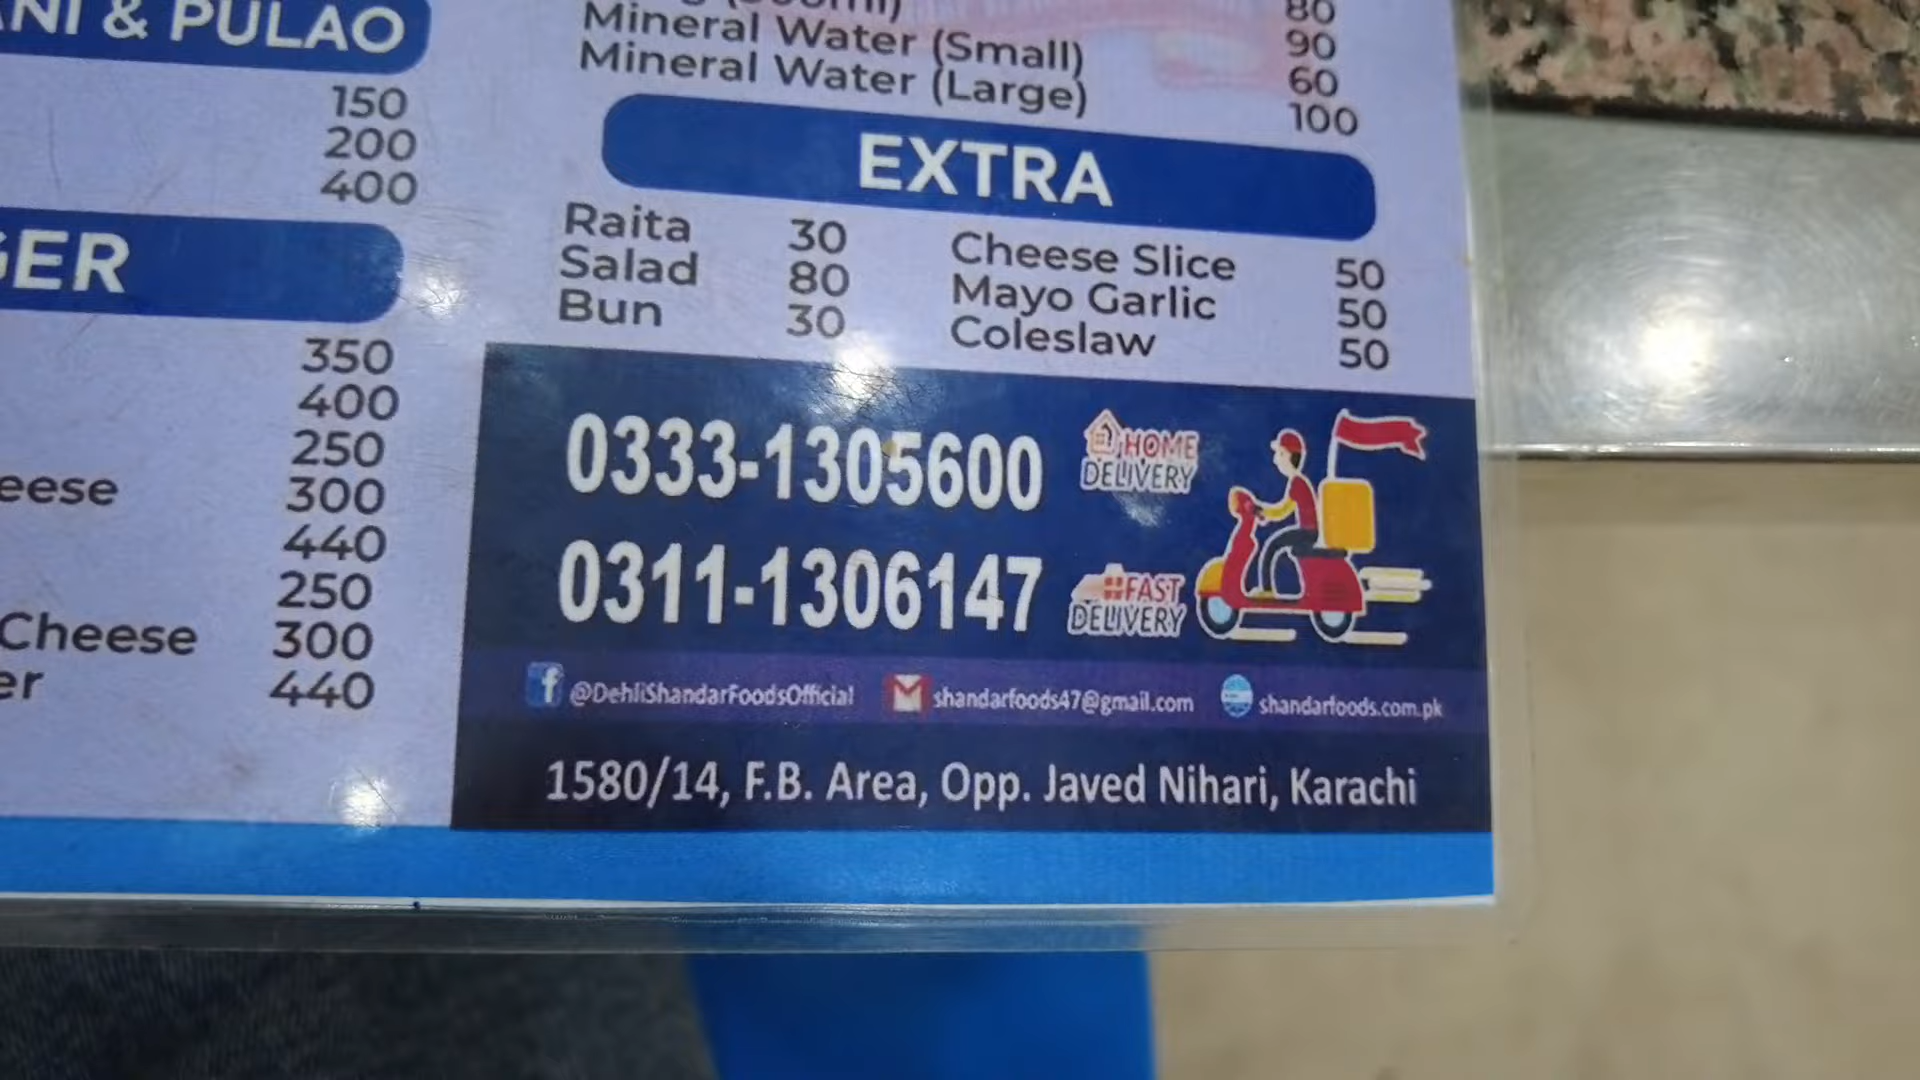 NI & PULAO
150
200
400
GER
350
400
250
eese 300
440
250
Cheese 300
er 440
80
Mineral Water (Small) 90
Mineral Water (Large) 60
100
EXTRA
Raita 30 Cheese Slice 50
Salad 80 Mayo Garlic 50
Bun 30 Coleslaw 50
0333-1305600
HOME
DELIVERY
0311-1306147
FAST
DELIVERY
@DehliShandarFoodsOfficial shandarfoods47@gmail.com shandarfoods.com.pk
1580/14, F.B. Area, Opp. Javed Nihari, Karachi